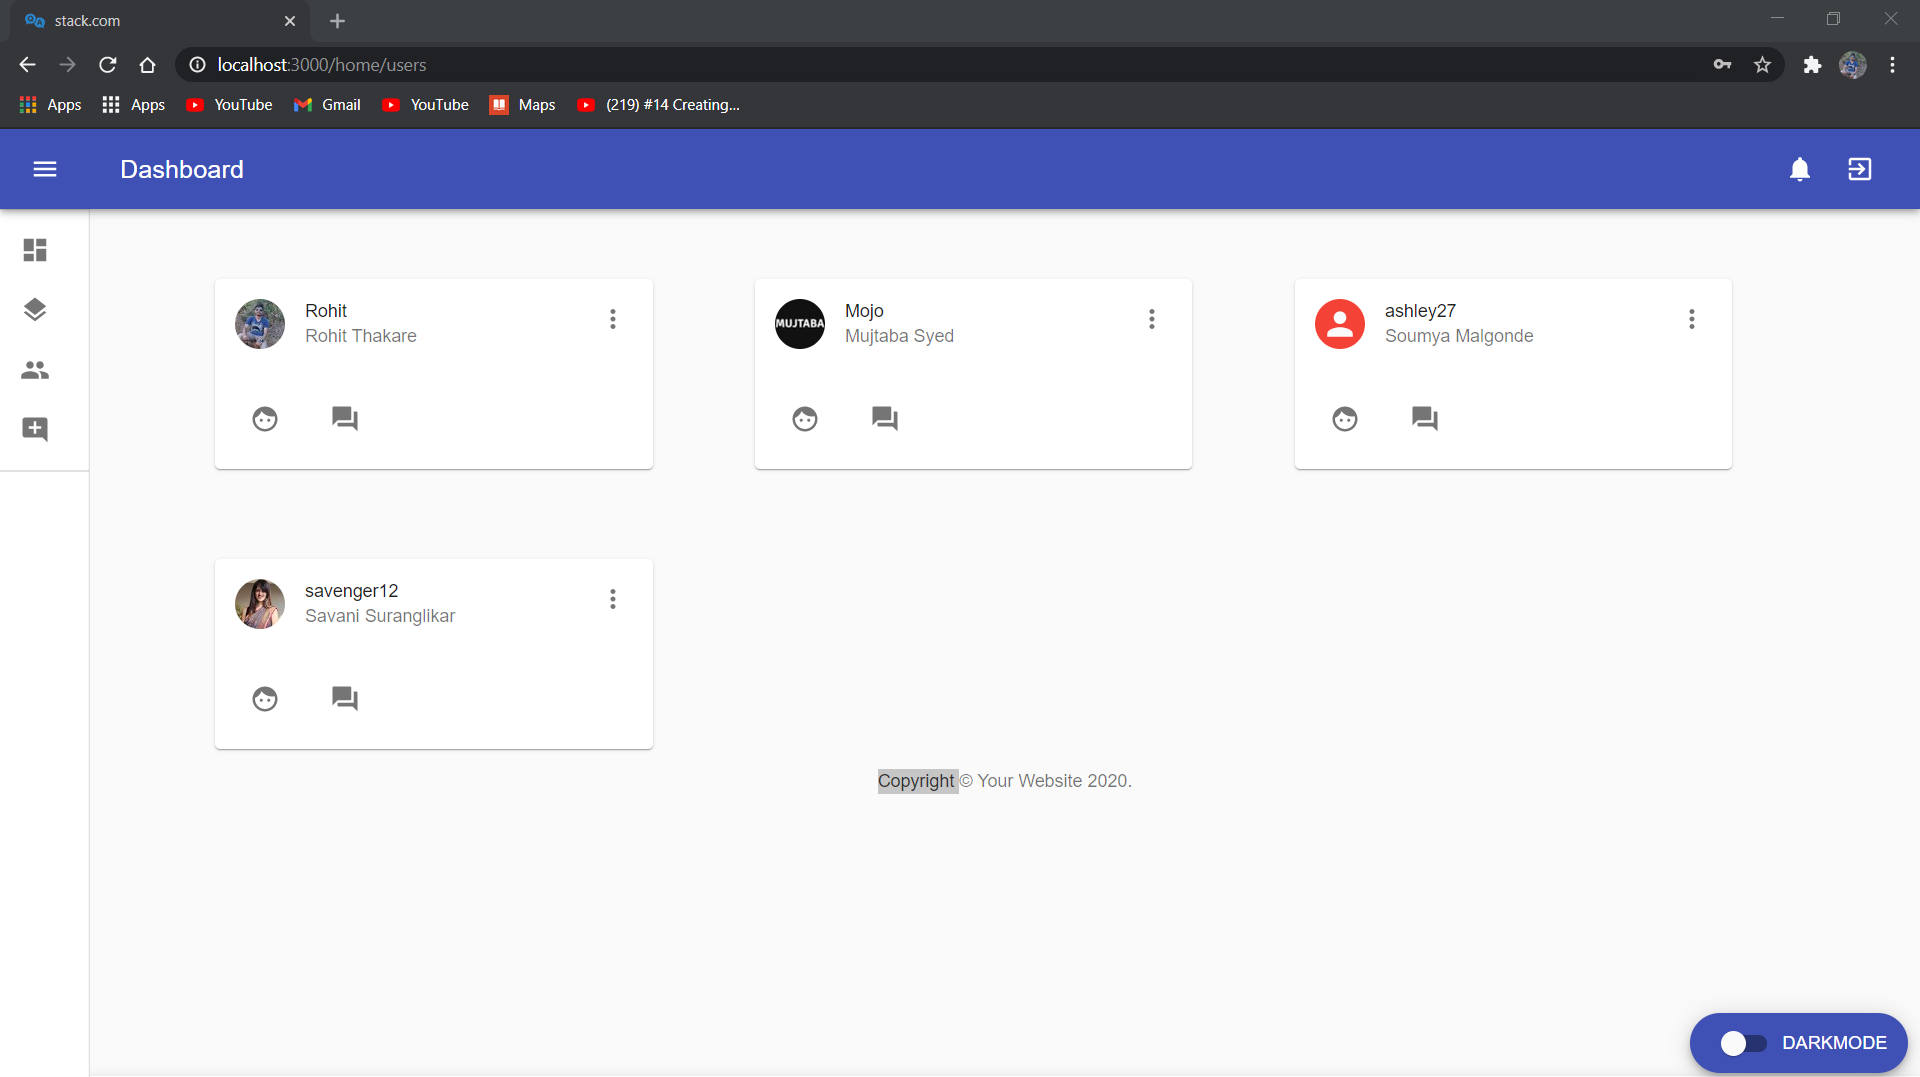 stack.com
localhost:3000/home/users
Apps Apps YouTube Gmail YouTube Maps (219) #14 Creating...
Dashboard
Rohit
Rohit Thakare
MUJTABA
Mojo
Mujtaba Syed
ashley27
Soumya Malgonde
savenger12
Savani Suranglikar
Copyright © Your Website 2020.
DARKMODE